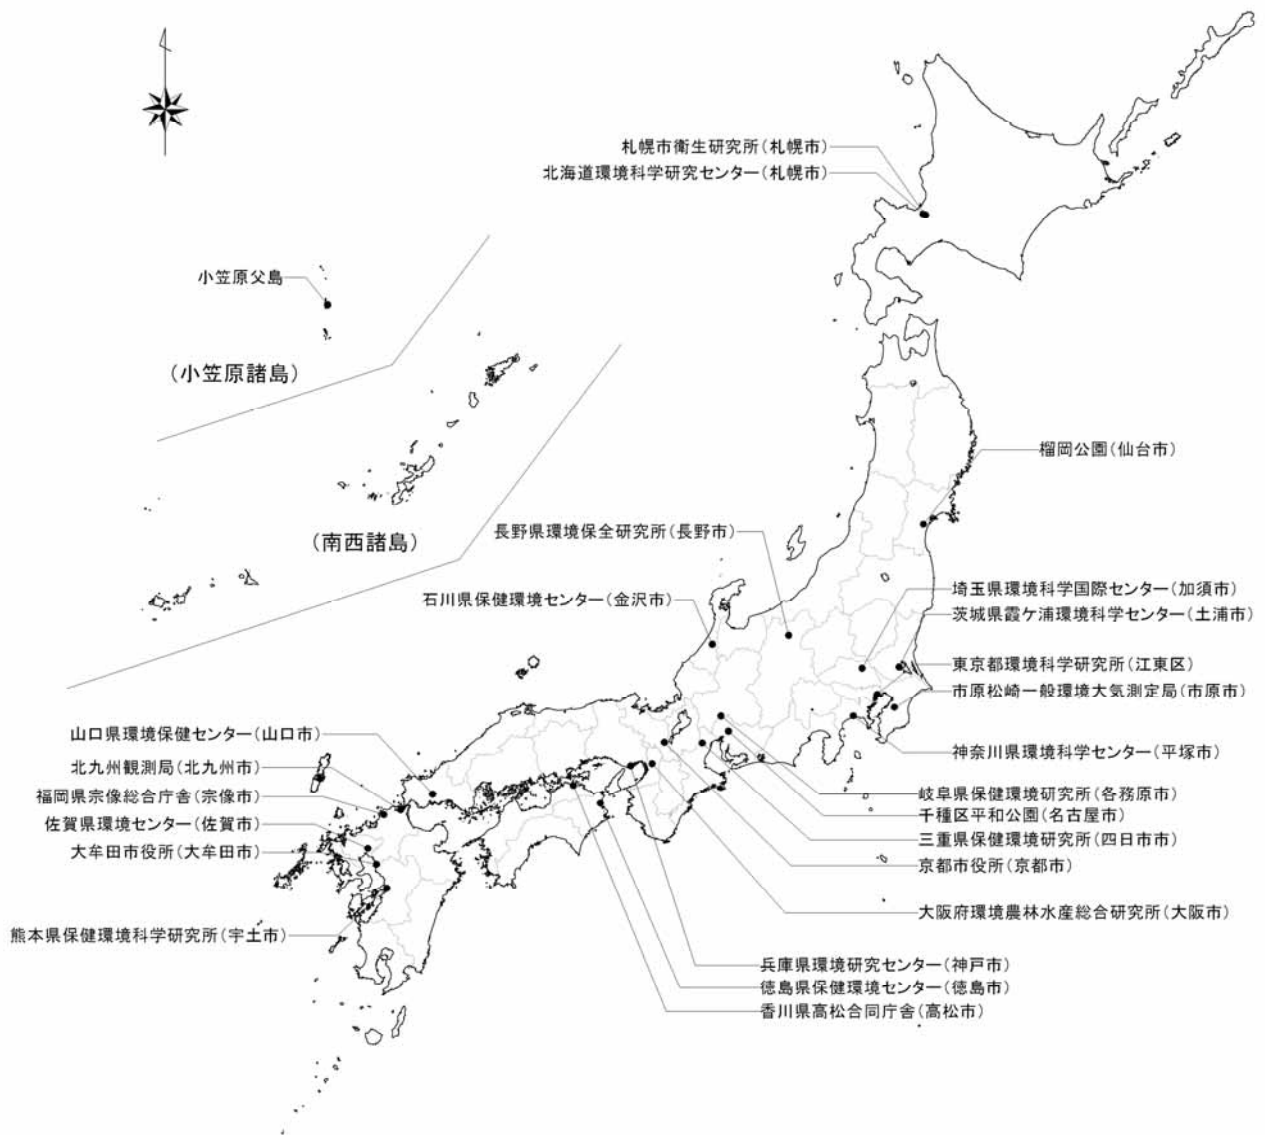 札幌市衛生研究所(札幌市)
北海道環境科学研究センター(札幌市)
小笠原父島
(小笠原諸島)
榴岡公園(仙台市)
長野県環境保全研究所(長野市)
(南西諸島)
石川県保健環境センター(金沢市)
埼玉県環境科学国際センター(加須市)
茨城県霞ケ浦環境科学センター(土浦市)
東京都環境科学研究所(江東区)
市原松崎一般環境大気測定局(市原市)
神奈川県環境科学センター(平塚市)
山口県環境保健センター(山口市)
北九州観測局(北九州市)
福岡県宗像総合庁舎(宗像市)
佐賀県環境センター(佐賀市)
大牟田市役所(大牟田市)
熊本県保健環境科学研究所(宇土市)
岐阜県保健環境研究所(各務原市)
千種区平和公園(名古屋市)
三重県保健環境研究所(四日市市)
京都市役所(京都市)
大阪府環境農林水産総合研究所(大阪市)
兵庫県環境研究センター(神戸市)
徳島県保健環境センター(徳島市)
香川県高松合同庁舎(高松市)